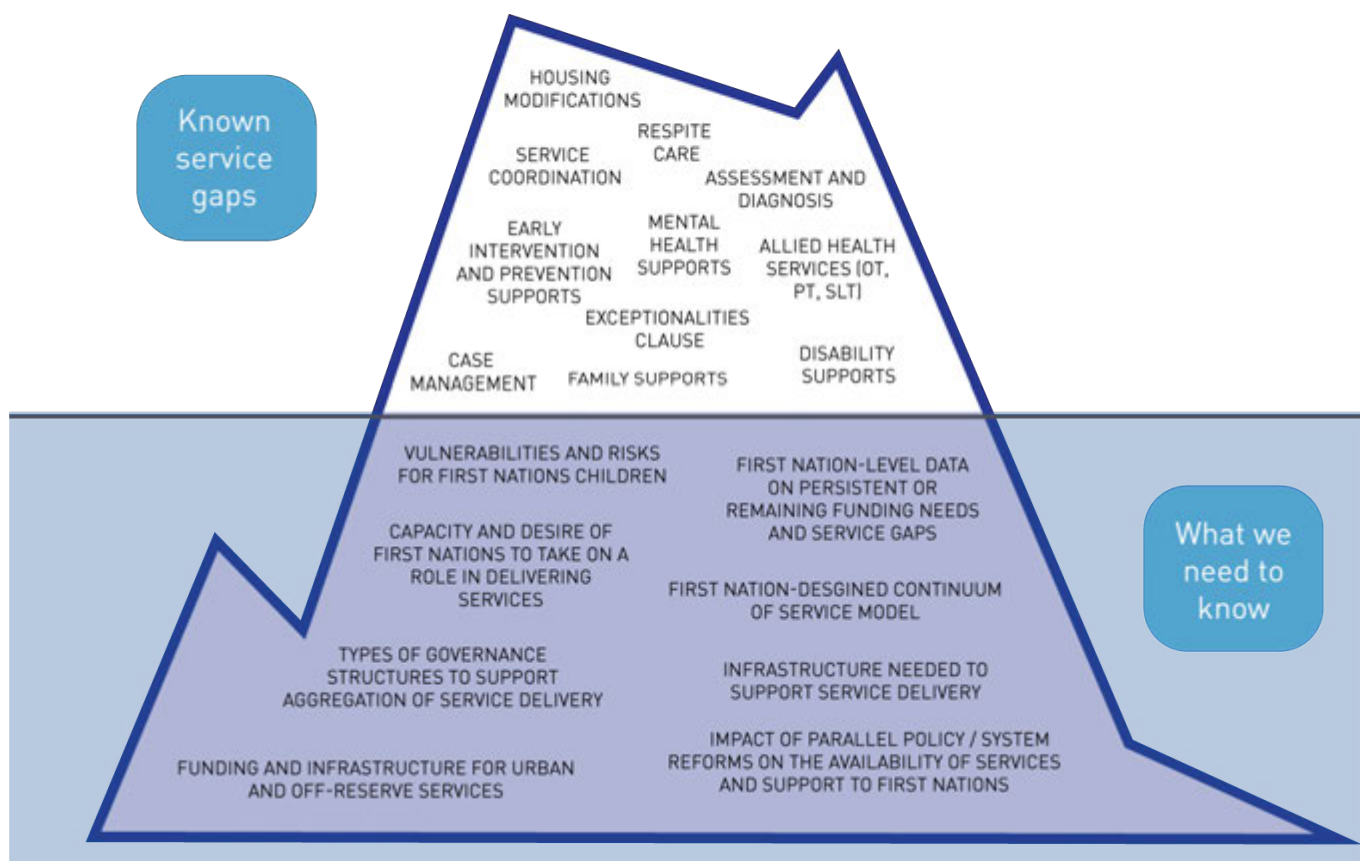 Known
service
gaps
HOUSING
MODIFICATIONS
RESPITE
CARE
SERVICE
COORDINATION
ASSESSMENT AND
DIAGNOSIS
EARLY
INTERVENTION
AND PREVENTION
SUPPORTS
MENTAL
HEALTH
SUPPORTS
ALLIED HEALTH
SERVICES (OT,
PT, SLT)
EXCEPTIONALITIES
CLAUSE
CASE
MANAGEMENT
FAMILY SUPPORTS
DISABILITY
SUPPORTS
VULNERABILITIES AND RISKS
FOR FIRST NATIONS CHILDREN
FIRST NATION-LEVEL DATA
ON PERSISTENT OR
REMAINING FUNDING NEEDS
AND SERVICE GAPS
CAPACITY AND DESIRE OF
FIRST NATIONS TO TAKE ON A
ROLE IN DELIVERING
SERVICES
What we
need to
know
FIRST NATION-DESGINED CONTINUUM
OF SERVICE MODEL
TYPES OF GOVERNANCE
STRUCTURES TO SUPPORT
AGGREGATION OF SERVICE DELIVERY
INFRASTRUCTURE NEEDED TO
SUPPORT SERVICE DELIVERY
FUNDING AND INFRASTRUCTURE FOR URBAN
AND OFF-RESERVE SERVICES
IMPACT OF PARALLEL POLICY / SYSTEM
REFORMS ON THE AVAILABILITY OF SERVICES
AND SUPPORT TO FIRST NATIONS